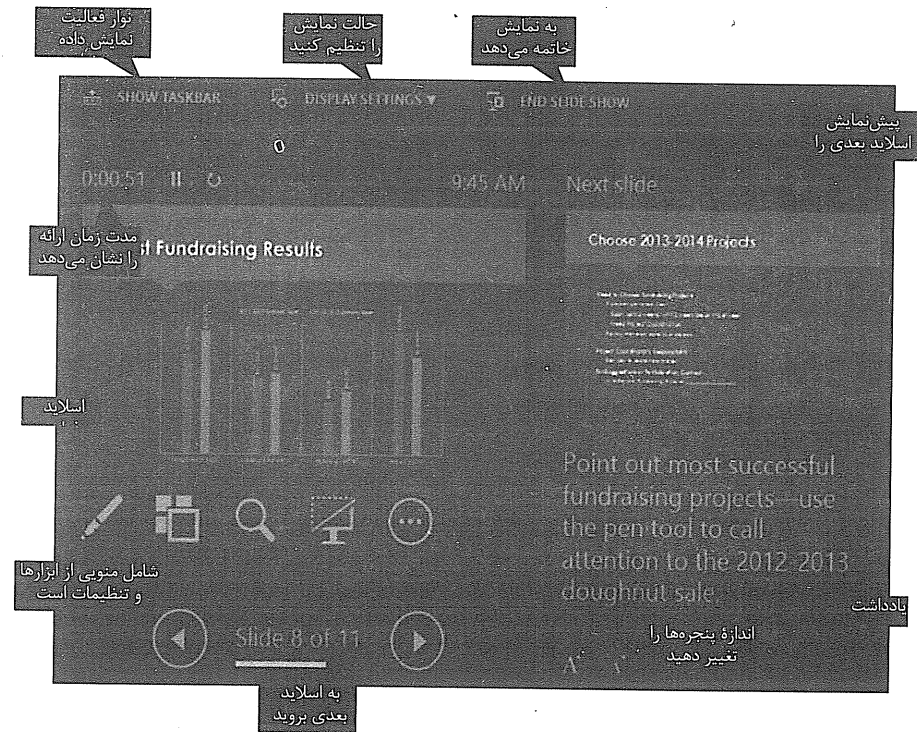 نوار فعالیت
نمایش داده
حالت نمایش
را تنظیم کنید
به نمایش
خاتمه می‌دهد
SHOW TASKBAR
DISPLAY SETTINGS ▼
END SLIDE SHOW
پیش‌نمایش
اسلاید بعدی را
0:00:51
9:45 AM
Next slide
مدت زمان ارائه
را نشان می‌دهد
st Fundraising Results
Choose 2013-2014 Projects
اسلاید
Point out most successful
fundraising projects—use
the pen tool to call
attention to the 2012-2013
doughnut sale.
شامل منویی از ابزارها
و تنظیمات است
یادداشت
Slide 8 of 11
اندازهٔ پنجره‌ها را
تغییر دهید
A A
به اسلاید
بعدی بروید